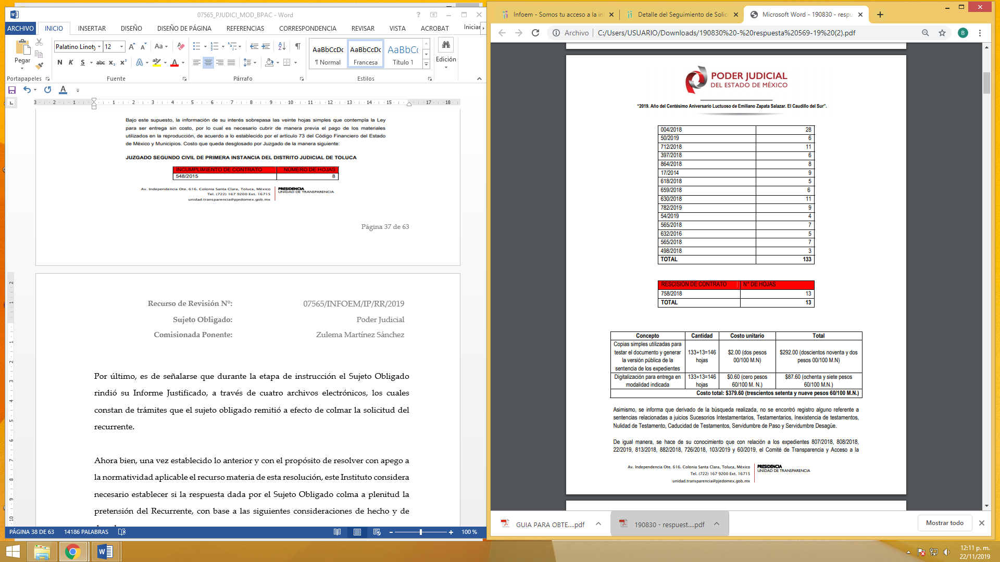 07565_PJUDICI_MOD_BPAC - Word
ARCHIVO INICIO INSERTAR DISEÑO DISEÑO DE PÁGINA REFERENCIAS CORRESPONDENCIA REVISAR VISTA ACROBAT Iniciar
Pegar
Palatino Linoty 12
N K S abc x₂ x²
AaBbCcDc AaBbCcDc AaBbCc
¶ Normal Francesa Título 1
Edición
Portapapeles Fuente Párrafo Estilos
3 2 1 1 2 3 4 5 6 7 8 9 10 11 12 13 14 15 17 18
Bajo este supuesto, la información de su interés sobrepasa las veinte hojas simples que contempla la Ley
para ser entrega sin costo, por lo cual es necesario cubrir de manera previa el pago de los materiales
utilizados en la reproducción, de acuerdo a lo establecido por el artículo 73 del Código Financiero del Estado
de México y Municipios. Costo que queda desglosado por Juzgado de la manera siguiente:
JUZGADO SEGUNDO CIVIL DE PRIMERA INSTANCIA DEL DISTRITO JUDICIAL DE TOLUCA
INCUMPLIMIENTO DE CONTRATO NÚMERO DE HOJAS
548/2015 8
Av. Independencia Ote. 616. Colonia Santa Clara, Toluca, México
Tel. (722) 167 9200 Ext. 16715
unidad.transparencia@pjedomex.gob.mx
PRESIDENCIA
UNIDAD DE TRANSPARENCIA
Página 37 de 63
Recurso de Revisión N°: 07565/INFOEM/IP/RR/2019
Sujeto Obligado: Poder Judicial
Comisionada Ponente: Zulema Martínez Sánchez
Por último, es de señalarse que durante la etapa de instrucción el Sujeto Obligado
rindió su Informe Justificado, a través de cuatro archivos electrónicos, los cuales
constan de trámites que el sujeto obligado remitió a efecto de colmar la solicitud del
recurrente.
Ahora bien, una vez establecido lo anterior y con el propósito de resolver con apego a
la normatividad aplicable el recurso materia de esta resolución, este Instituto considera
necesario establecer si la respuesta dada por el Sujeto Obligado colma a plenitud la
pretensión del Recurrente, con base a las siguientes consideraciones de hecho y de
PÁGINA 38 DE 63 14186 PALABRAS 100 %
Infoem - Somos tu acceso a la in
Detalle del Seguimiento de Solic
Microsoft Word - 190830 - respu
Archivo C:/Users/USUARIO/Downloads/190830%20-%20respuesta%20569-19%20(2).pdf
B
PODER JUDICIAL
DEL ESTADO DE MÉXICO
“2019. Año del Centésimo Aniversario Luctuoso de Emiliano Zapata Salazar. El Caudillo del Sur”.
004/2018 28
50/2019 6
712/2018 11
397/2018 6
864/2018 8
17/2014 9
618/2018 5
659/2018 6
630/2018 11
782/2019 9
54/2019 4
565/2018 7
632/2016 5
565/2018 7
498/2018 3
TOTAL 133
RESCISIÓN DE CONTRATO N° DE HOJAS
758/2018 13
TOTAL 13
Concepto Cantidad Costo unitario Total
Copias simples utilizadas para
testar el documento y generar
la versión pública de la
sentencia de los expedientes
133+13=146
hojas
$2.00 (dos pesos
00/100 M.N)
$292.00 (doscientos noventa y dos
pesos 00/100 M.N)
Digitalización para entrega en
modalidad indicada
133+13=146
hojas
$0.60 (cero pesos
60/100 M. N.)
$87.60 (ochenta y siete pesos
60/100 M.N.)
Costo total: $379.60 (trescientos setenta y nueve pesos 60/100 M.N.)
Asimismo, se informa que derivado de la búsqueda realizada, no se encontró registro alguno referente a
sentencias relacionadas a juicios Sucesorios Intestamentarios, Testamentarios, Inexistencia de testamentos,
Nulidad de Testamento, Caducidad de Testamentos, Servidumbre de Paso y Servidumbre Desagüe.
De igual manera, se hace de su conocimiento que con relación a los expedientes 807/2018, 808/2018,
22/2019, 813/2018, 882/2018, 726/2018, 103/2019 y 60/2019, el Comité de Transparencia y Acceso a la
Av. Independencia Ote. 616. Colonia Santa Clara, Toluca, México
Tel. (722) 167 9200 Ext. 16715
unidad.transparencia@pjedomex.gob.mx
PRESIDENCIA
UNIDAD DE TRANSPARENCIA
GUIA PARA OBTE....pdf
190830 - respuest....pdf
Mostrar todo
12:11 p. m.
22/11/2019